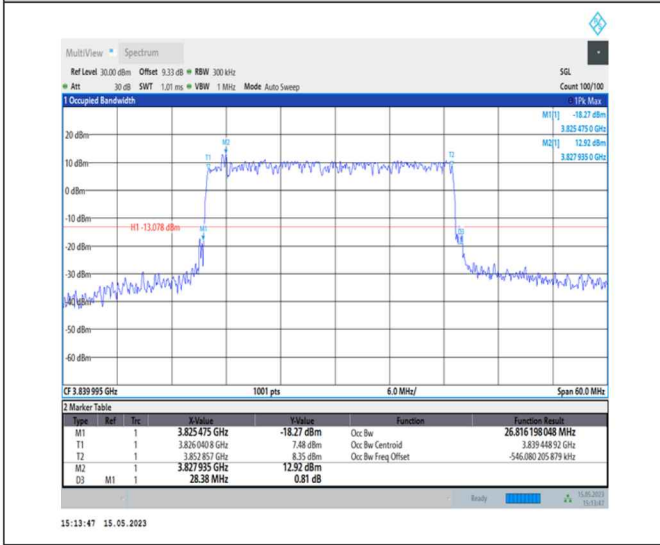 MultiView Spectrum
Ref Level 30.00 dBm Offset 9.33 dB RBW 300 kHz SGL
Att 30 dB SWT 1.01 ms VBW 1 MHz Mode Auto Sweep Count 100/100
1 Occupied Bandwidth 1Pk Max
M1[1] -18.27 dBm
3.825 475 0 GHz
20 dBm M2[1] 12.92 dBm
M2
3.827 935 0 GHz
T1 T2
10 dBm
0 dBm
-10 dBm
H1 -13.078 dBm M1 D3
-20 dBm
-30 dBm
-40 dBm
-50 dBm
-60 dBm
CF 3.839 995 GHz 1001 pts 6.0 MHz/ Span 60.0 MHz
2 Marker Table
Type Ref Trc X-Value Y-Value Function Function Result
M1 1 3.825 475 GHz -18.27 dBm Occ Bw 26.816 198 048 MHz
T1 1 3.826 040 8 GHz 7.48 dBm Occ Bw Centroid 3.839 448 92 GHz
T2 1 3.852 857 GHz 8.35 dBm Occ Bw Freq Offset -546.080 205 879 kHz
M2 1 3.827 935 GHz 12.92 dBm
D3 M1 1 28.38 MHz 0.81 dB
Ready 15.05.2023
15:13:47
15:13:47 15.05.2023